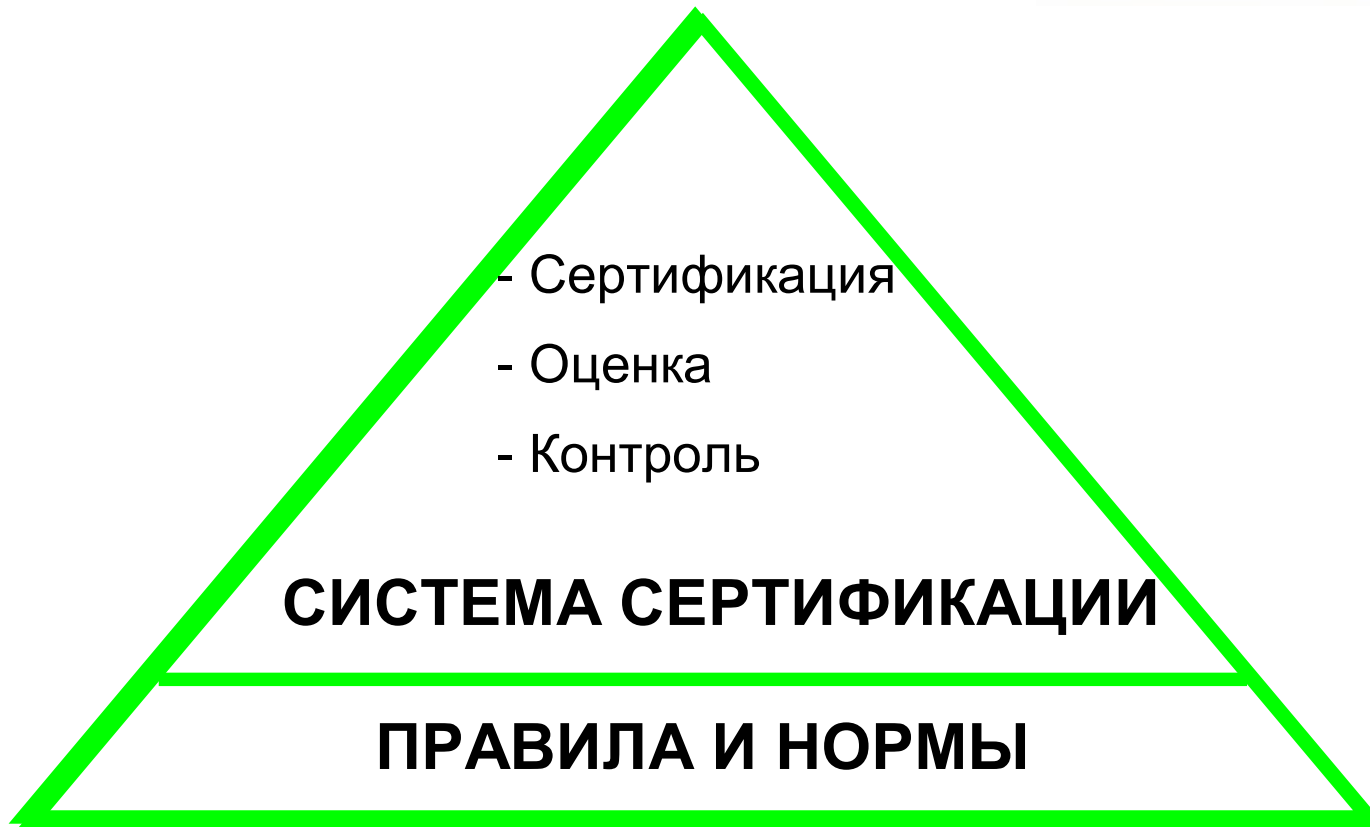 - Сертификация
- Оценка
- Контроль
СИСТЕМА СЕРТИФИКАЦИИ
ПРАВИЛА И НОРМЫ